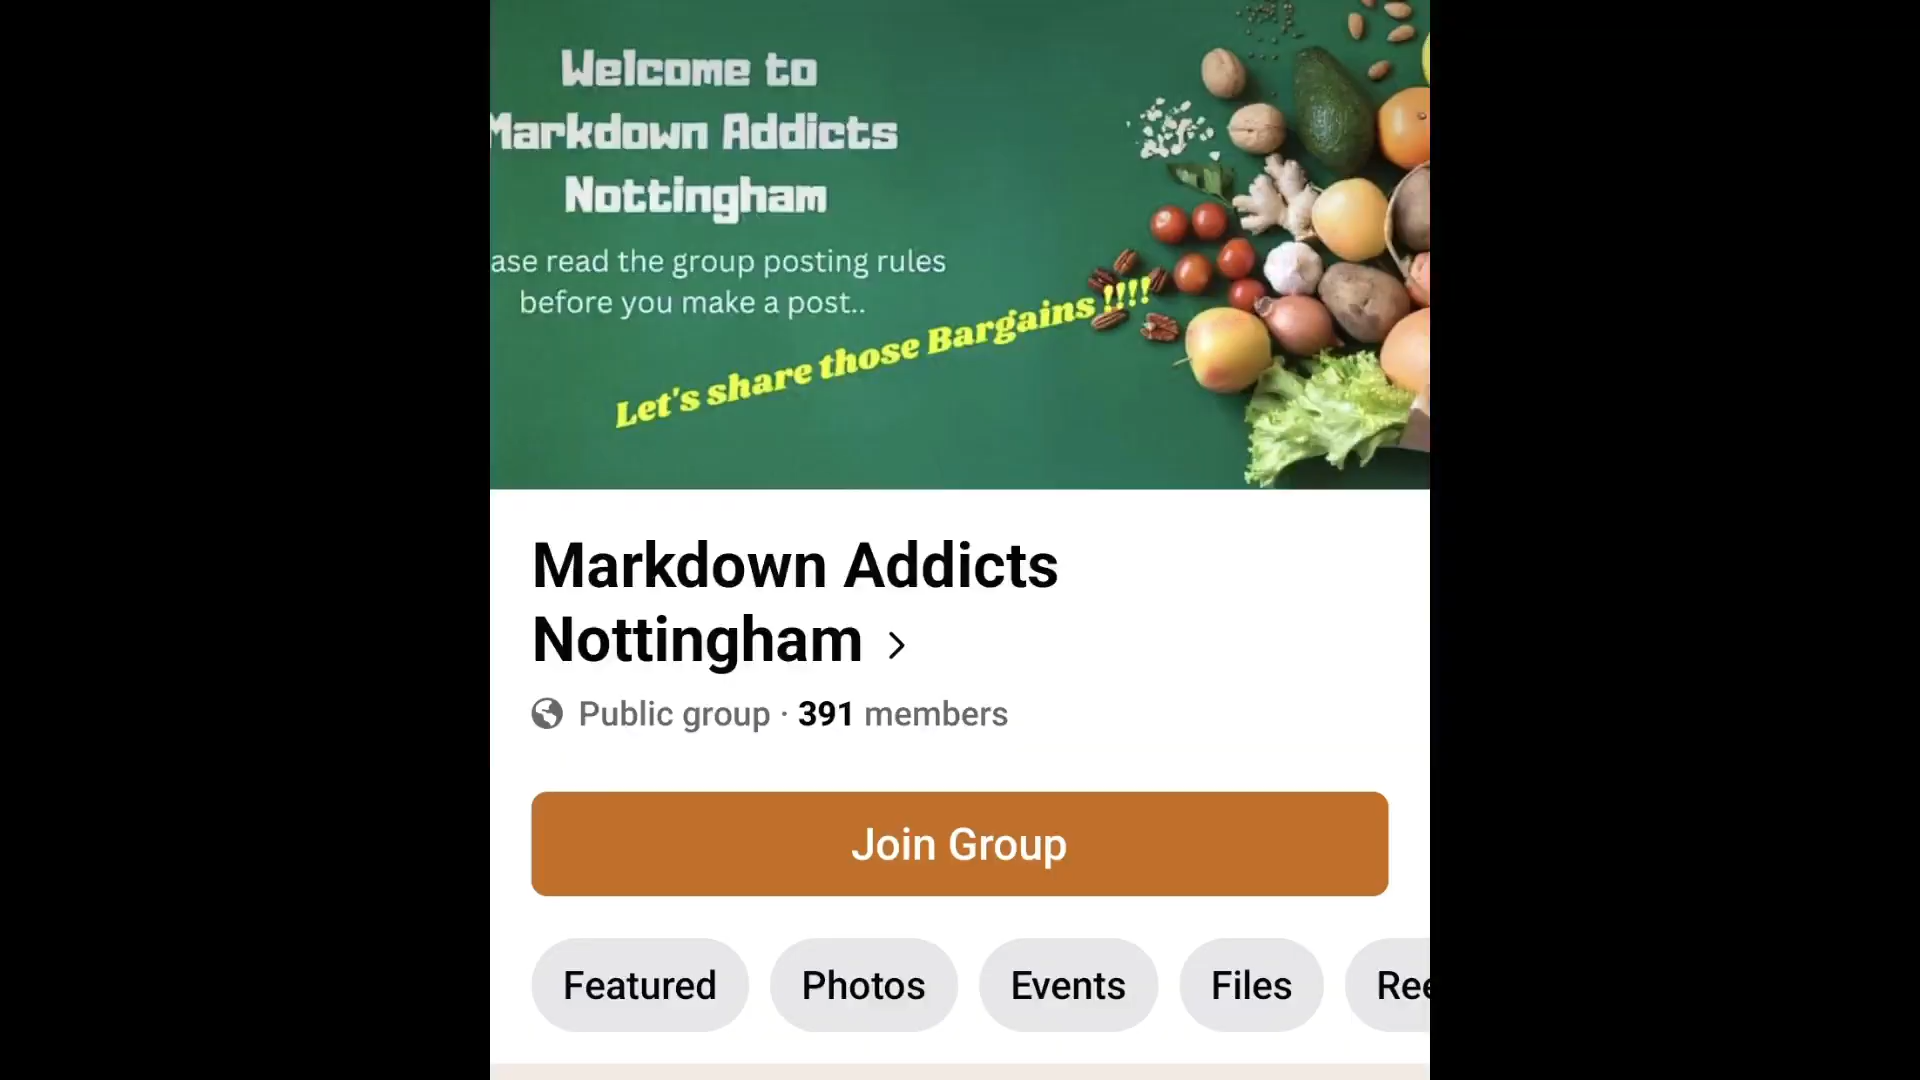 Welcome to
Markdown Addicts
Nottingham
ase read the group posting rules
before you make a post..
Let's share those Bargains !!!!
Markdown Addicts
Nottingham >
Public group · 391 members
Join Group
Featured Photos Events Files Ree